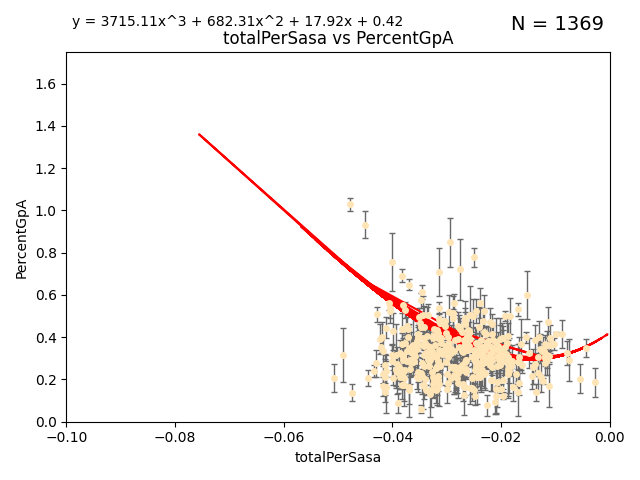 y = 3715.11x^3 + 682.31x^2 + 17.92x + 0.42
N = 1369
totalPerSasa vs PercentGpA
1.6
1.4
1.2
1.0
0.8
0.6
0.4
0.2
0.0
PercentGpA
−0.10 −0.08 −0.06 −0.04 −0.02 0.00
totalPerSasa